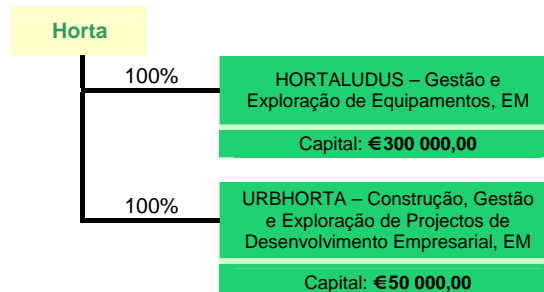 Horta
100%
HORTALUDUS – Gestão e
Exploração de Equipamentos, EM
Capital: €300 000,00
100%
URBHORTA – Construção, Gestão
e Exploração de Projectos de
Desenvolvimento Empresarial, EM
Capital: €50 000,00